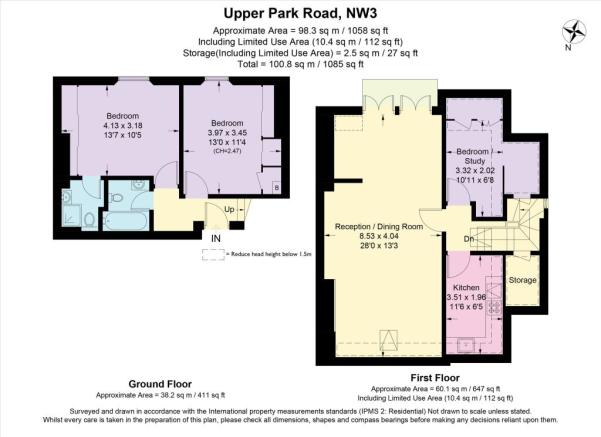 Upper Park Road, NW3
Approximate Area = 98.3 sq m / 1058 sq ft
Including Limited Use Area (10.4 sq m / 112 sq ft)
Storage(Including Limited Use Area) = 2.5 sq m / 27 sq ft
Total = 100.8 sq m / 1085 sq ft
N
Bedroom
4.13 x 3.18
13'7 x 10'5
Bedroom
3.97 x 3.45
13'0 x 11'4
(CH=2.47)
B
Up
IN
= Reduce head height below 1.5m
Bedroom /
Study
3.32 x 2.02
10'11 x 6'8
Reception / Dining Room
8.53 x 4.04
28'0 x 13'3
Dn
Kitchen
3.51 x 1.96
11'6 x 6'5
Storage
Ground Floor
Approximate Area = 38.2 sq m / 411 sq ft
First Floor
Approximate Area = 60.1 sq m / 647 sq ft
Including Limited Use Area (10.4 sq m / 112 sq ft)
Surveyed and drawn in accordance with the International property measurements standards (IPMS 2: Residential) Not drawn to scale unless stated.
Whilst every care is taken in the preparation of this plan, please check all dimensions, shapes and compass bearings before making any decisions reliant upon them.